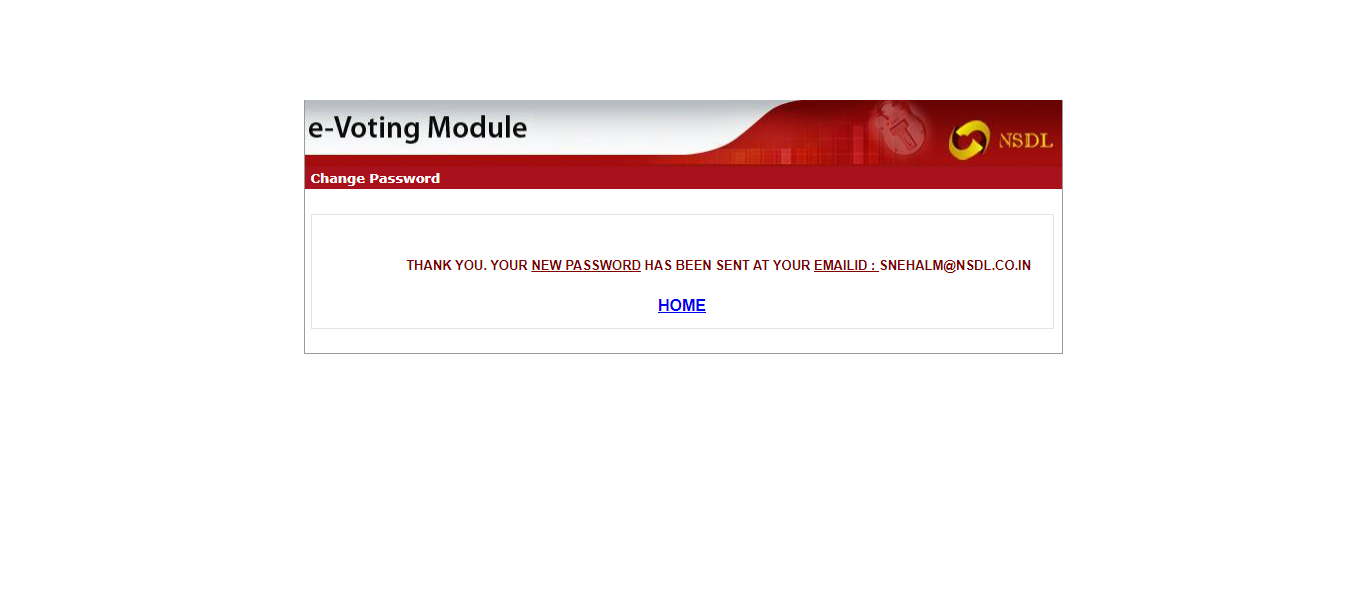 e-Voting Module
NSDL
Change Password
THANK YOU. YOUR NEW PASSWORD HAS BEEN SENT AT YOUR EMAILID : SNEHALM@NSDL.CO.IN
HOME